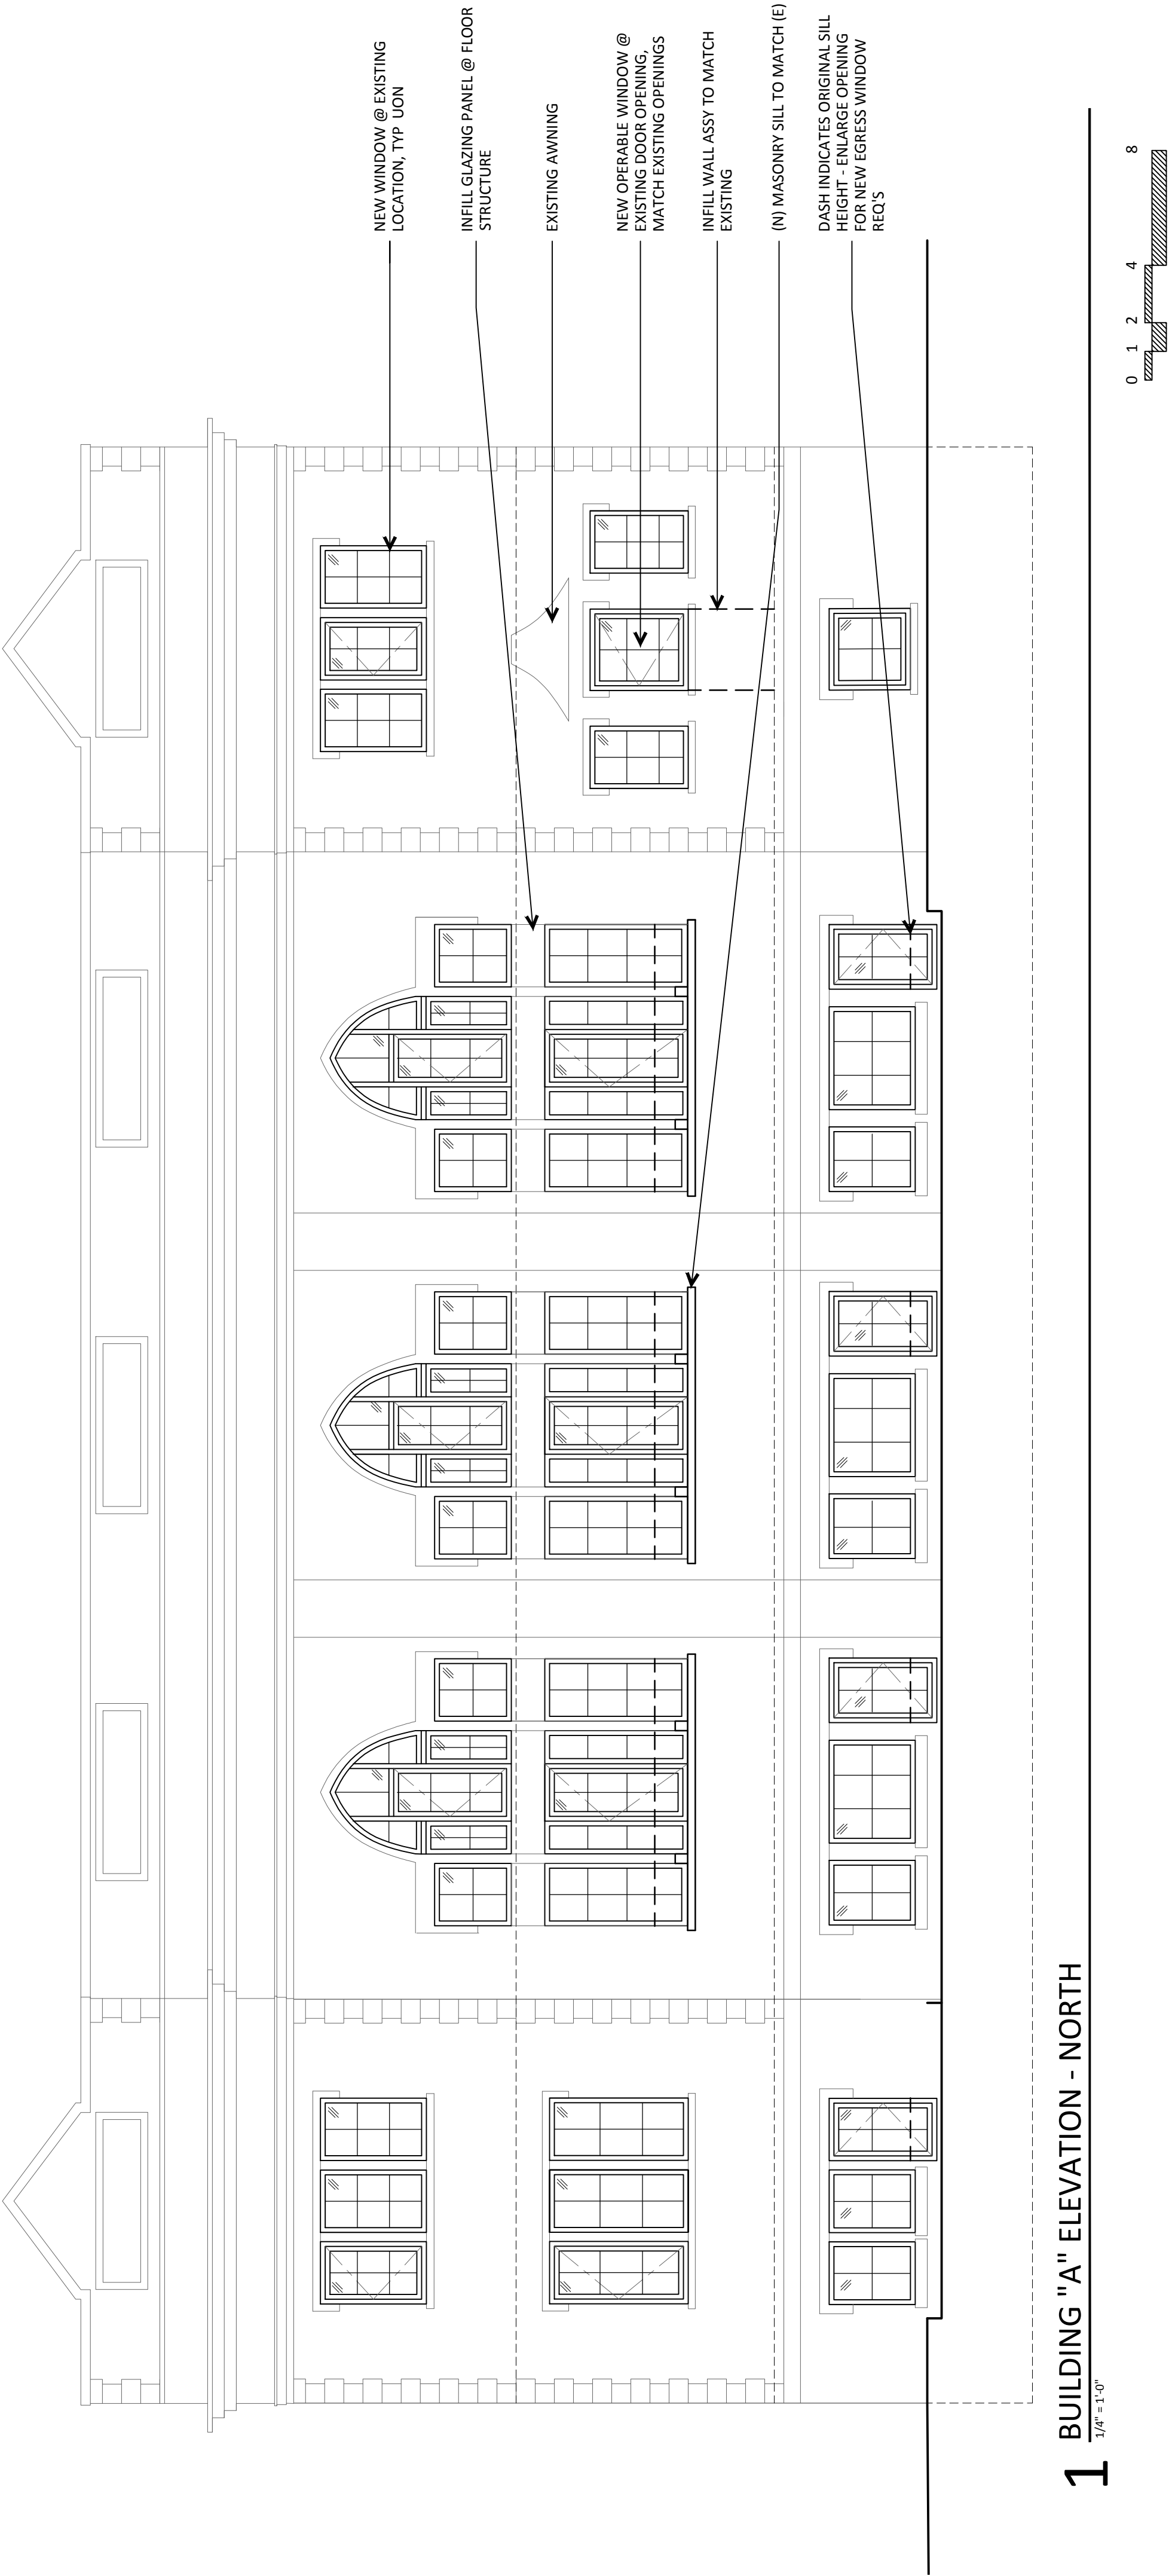 NEW WINDOW @ EXISTING
LOCATION, TYP  UON
INFILL GLAZING PANEL @ FLOOR
STRUCTURE
EXISTING AWNING
NEW OPERABLE WINDOW @
EXISTING DOOR OPENING,
MATCH EXISTING OPENINGS
INFILL WALL ASSY TO MATCH
EXISTING
(N) MASONRY SILL TO MATCH (E)
DASH INDICATES ORIGINAL SILL
HEIGHT - ENLARGE OPENING
FOR NEW EGRESS WINDOW
REQ'S
1 BUILDING "A" ELEVATION - NORTH
1/4" = 1'-0"
0 1 2 4 8